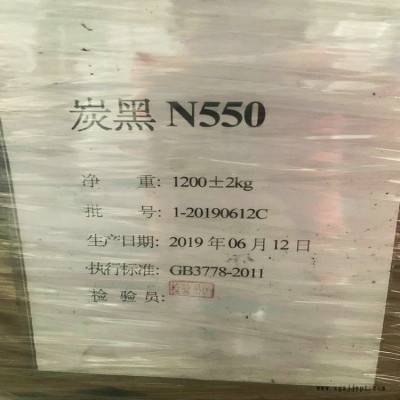 炭黑 N550
净 重: 1200±2kg
批 号: 1-20190612C
生产日期: 2019 年 06 月 12 日
执行标准: GB3778-2011
检 验 员: